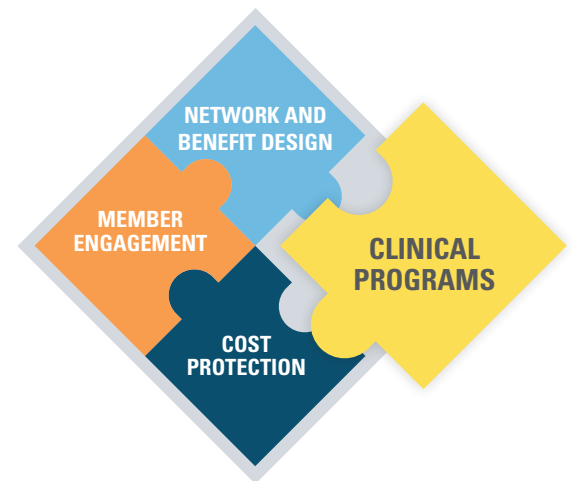 NETWORK AND
BENEFIT DESIGN
MEMBER
ENGAGEMENT
CLINICAL
PROGRAMS
COST
PROTECTION